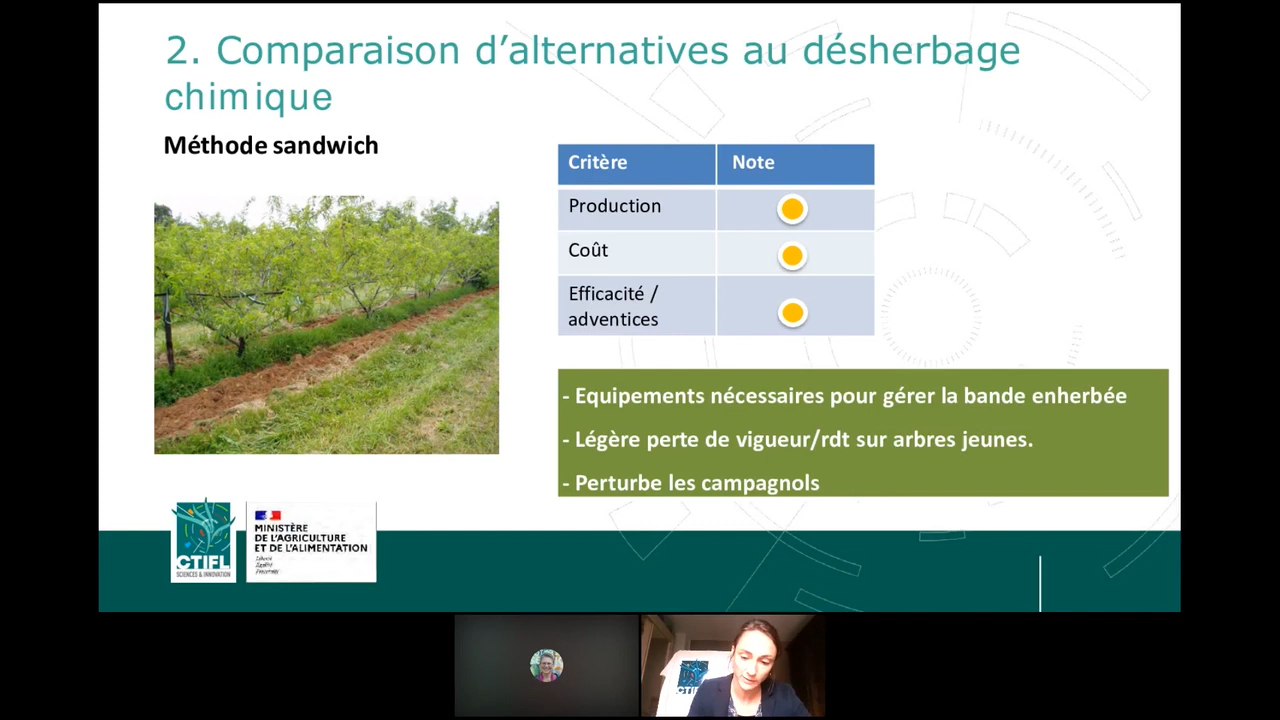 2. Comparaison d’alternatives au désherbage
chimique
Méthode sandwich
Critère Note
Production
Coût
Efficacité /
adventices
- Equipements nécessaires pour gérer la bande enherbée
- Légère perte de vigueur/rdt sur arbres jeunes.
- Perturbe les campagnols
CTIFL
SCIENCES & INNOVATION
MINISTÈRE
DE L'AGRICULTURE
ET DE L'ALIMENTATION
Liberté
Égalité
Fraternité
CTIFL